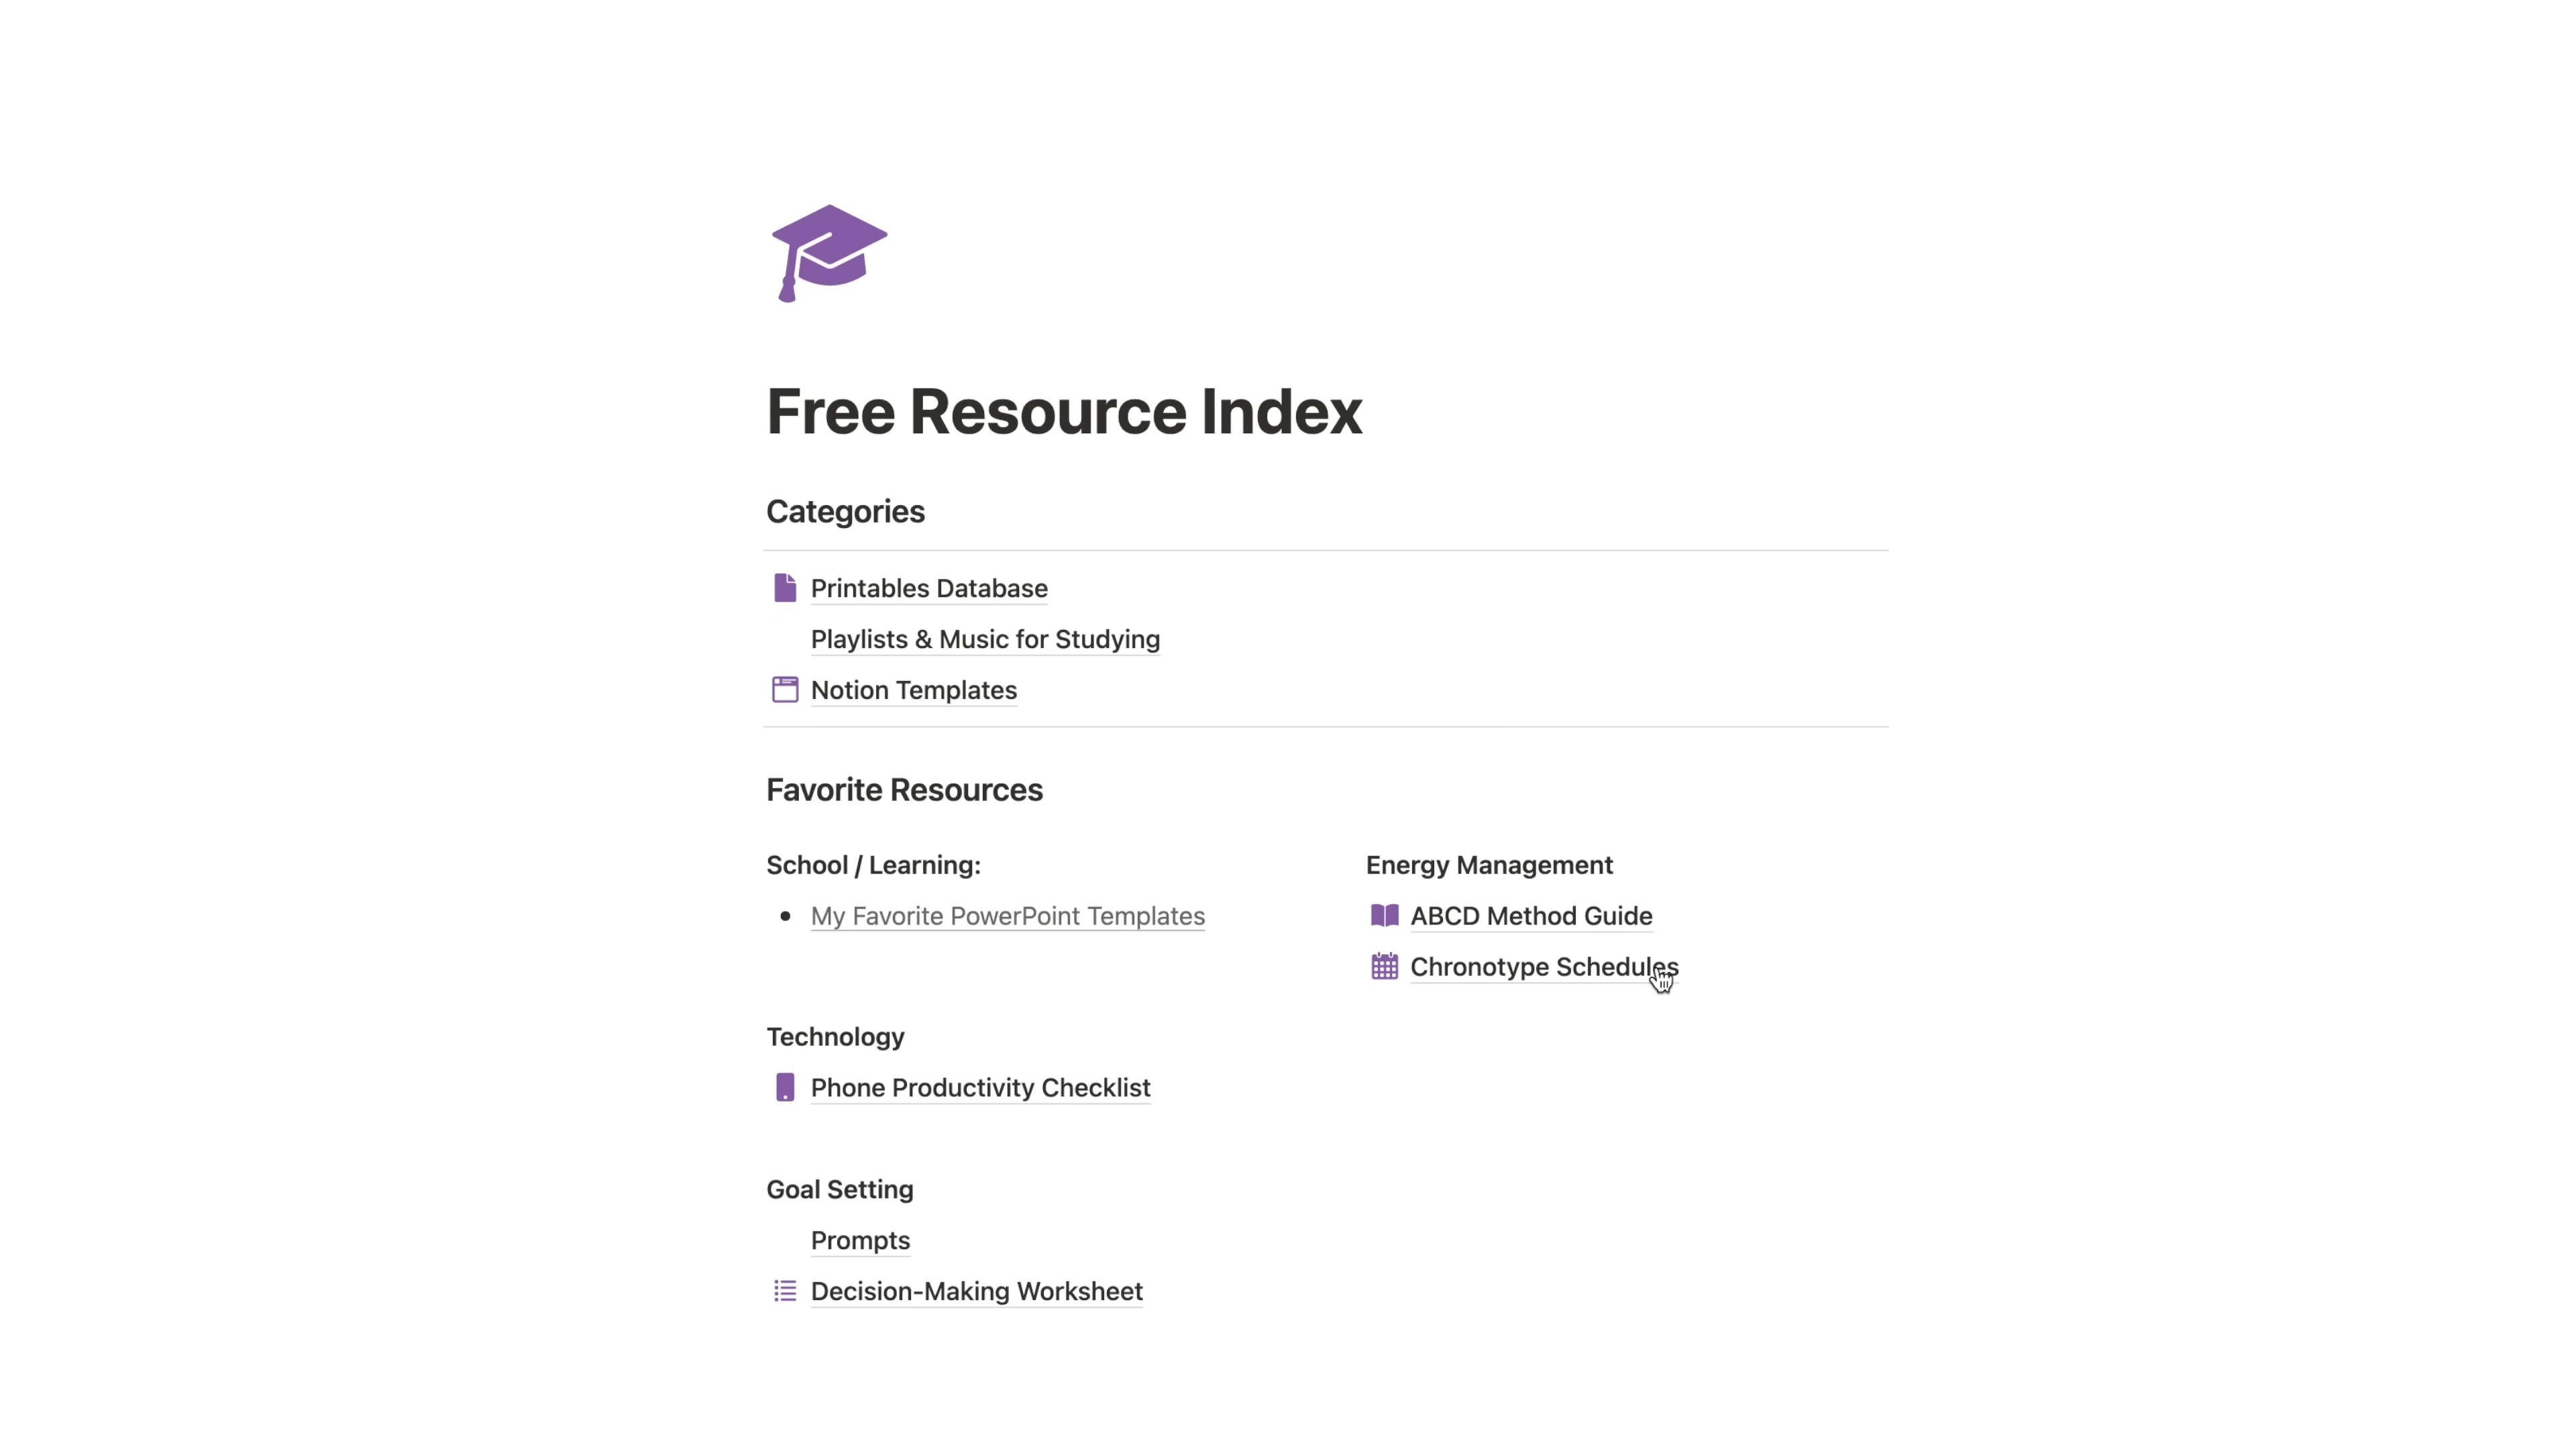 Free Resource Index
Categories
Printables Database
Playlists & Music for Studying
Notion Templates
Favorite Resources
School / Learning:
• My Favorite PowerPoint Templates
Energy Management
ABCD Method Guide
Chronotype Schedules
Technology
Phone Productivity Checklist
Goal Setting
Prompts
Decision-Making Worksheet